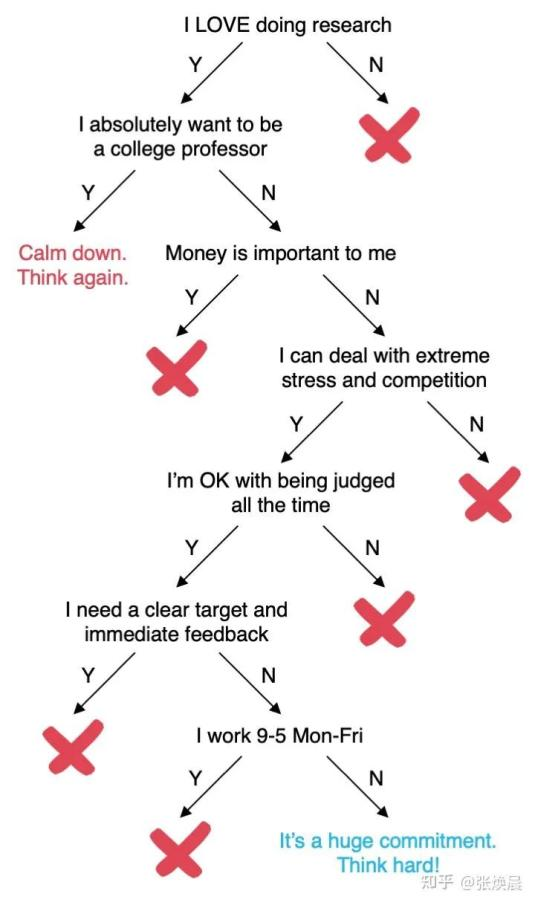 I LOVE doing research
Y
N
I absolutely want to be
a college professor
Y
N
Calm down.
Think again.
Money is important to me
Y
N
I can deal with extreme
stress and competition
Y
N
I'm OK with being judged
all the time
Y
N
I need a clear target and
immediate feedback
Y
N
I work 9-5 Mon-Fri
Y
N
It's a huge commitment.
Think hard!
知乎 @张焕晨